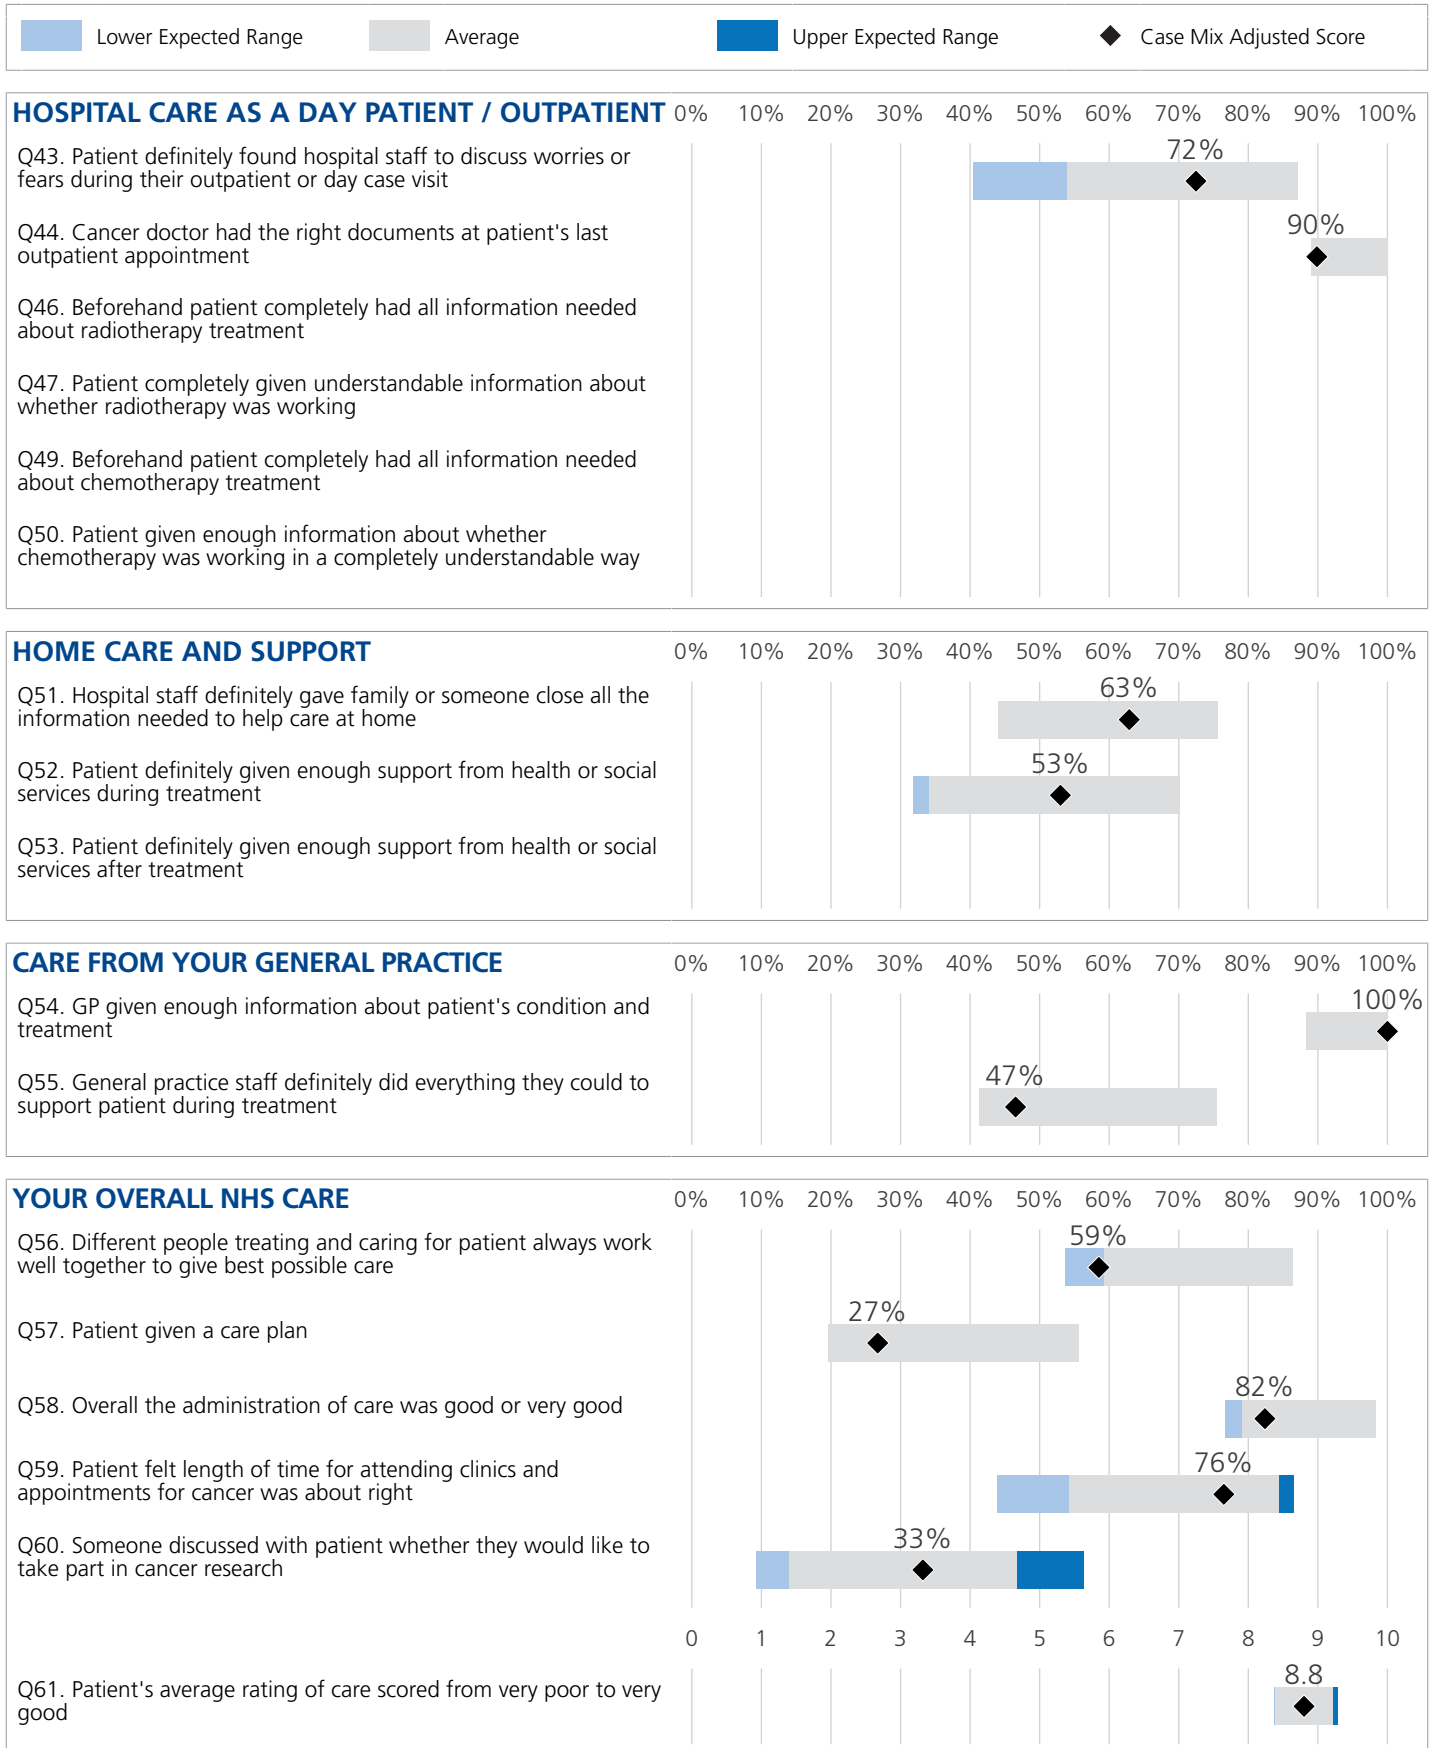 Lower Expected Range Average Upper Expected Range Case Mix Adjusted Score
HOSPITAL CARE AS A DAY PATIENT / OUTPATIENT 0% 10% 20% 30% 40% 50% 60% 70% 80% 90% 100%
Q43. Patient definitely found hospital staff to discuss worries or
fears during their outpatient or day case visit
72%
Q44. Cancer doctor had the right documents at patient's last
outpatient appointment
90%
Q46. Beforehand patient completely had all information needed
about radiotherapy treatment
Q47. Patient completely given understandable information about
whether radiotherapy was working
Q49. Beforehand patient completely had all information needed
about chemotherapy treatment
Q50. Patient given enough information about whether
chemotherapy was working in a completely understandable way
HOME CARE AND SUPPORT 0% 10% 20% 30% 40% 50% 60% 70% 80% 90% 100%
Q51. Hospital staff definitely gave family or someone close all the
information needed to help care at home
63%
Q52. Patient definitely given enough support from health or social
services during treatment
53%
Q53. Patient definitely given enough support from health or social
services after treatment
CARE FROM YOUR GENERAL PRACTICE 0% 10% 20% 30% 40% 50% 60% 70% 80% 90% 100%
Q54. GP given enough information about patient's condition and
treatment
100%
Q55. General practice staff definitely did everything they could to
support patient during treatment
47%
YOUR OVERALL NHS CARE 0% 10% 20% 30% 40% 50% 60% 70% 80% 90% 100%
Q56. Different people treating and caring for patient always work
well together to give best possible care
59%
Q57. Patient given a care plan
27%
Q58. Overall the administration of care was good or very good
82%
Q59. Patient felt length of time for attending clinics and
appointments for cancer was about right
76%
Q60. Someone discussed with patient whether they would like to
take part in cancer research
33%
0 1 2 3 4 5 6 7 8 9 10
Q61. Patient's average rating of care scored from very poor to very
good
8.8